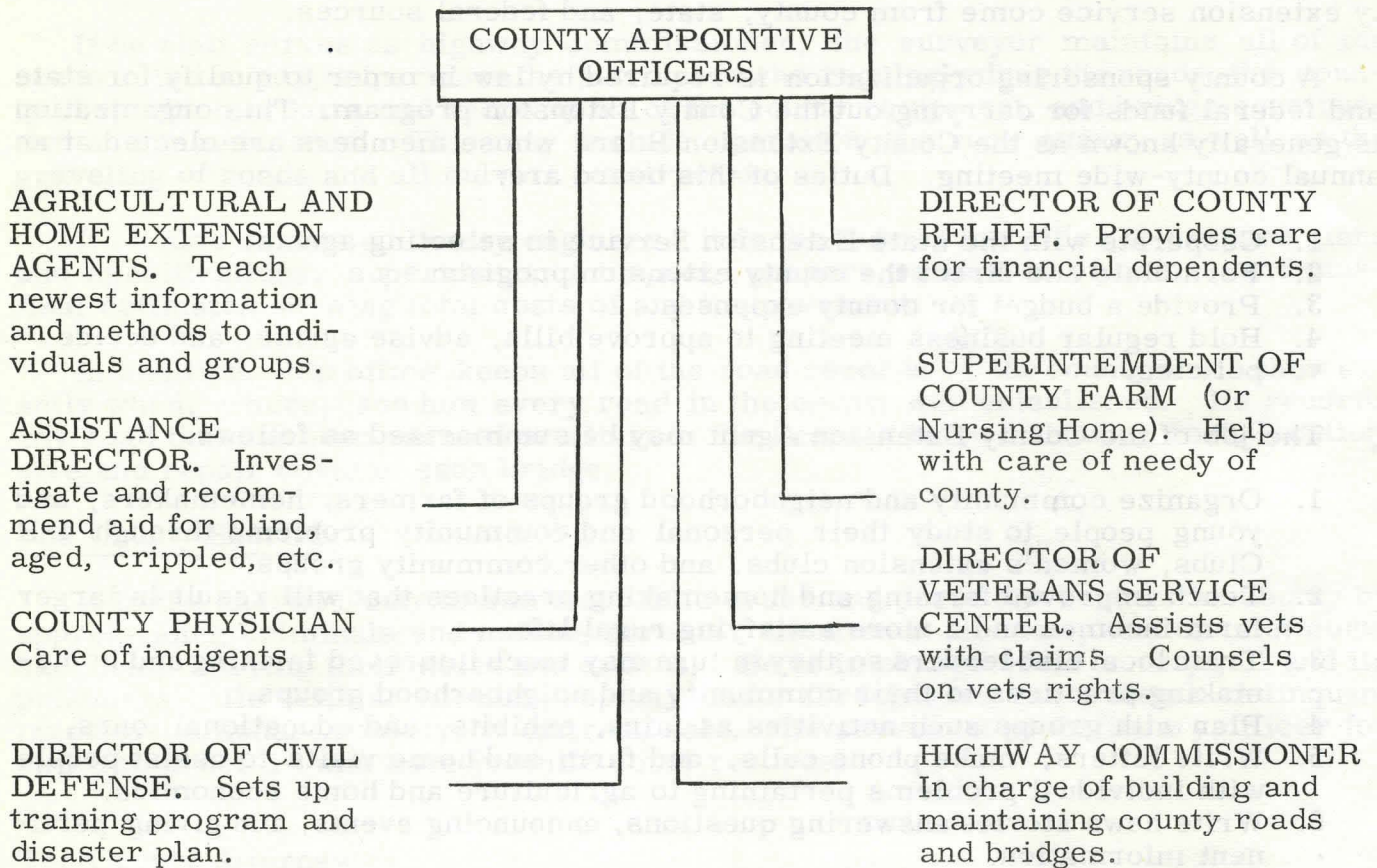 COUNTY APPOINTIVE
OFFICERS
AGRICULTURAL AND
HOME EXTENSION
AGENTS. Teach
newest information
and methods to indi-
viduals and groups.
ASSISTANCE
DIRECTOR. Inves-
tigate and recom-
mend aid for blind,
aged, crippled, etc.
COUNTY PHYSICIAN
Care of indigents
DIRECTOR OF CIVIL
DEFENSE. Sets up
training program and
disaster plan.
DIRECTOR OF COUNTY
RELIEF. Provides care
for financial dependents.
SUPERINTEMDENT OF
COUNTY FARM (or
Nursing Home). Help
with care of needy of
county.
DIRECTOR OF
VETERANS SERVICE
CENTER. Assists vets
with claims. Counsels
on vets rights.
HIGHWAY COMMISSIONER
in charge of building and
maintaining county roads
and bridges.